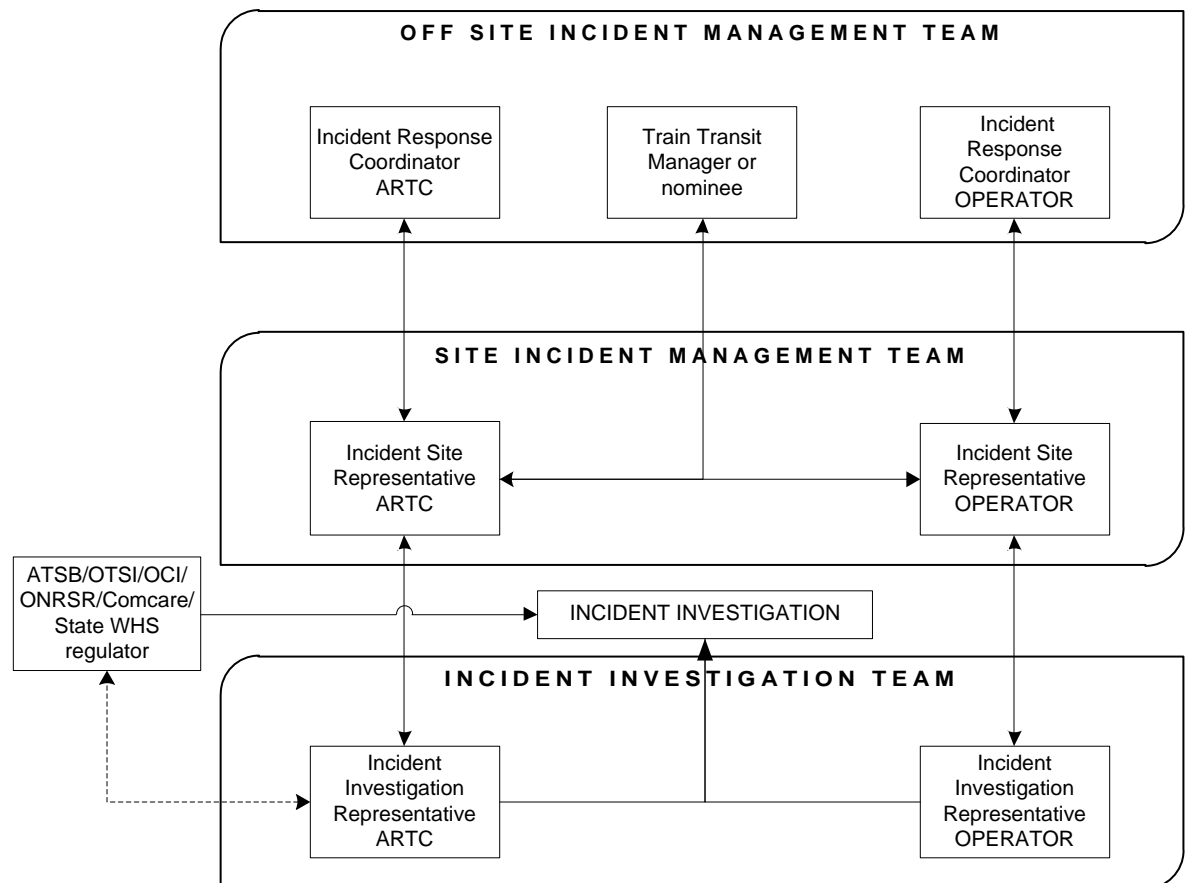 OFF SITE INCIDENT MANAGEMENT TEAM
Incident Response
Coordinator
ARTC
Train Transit
Manager or
nominee
Incident
Response
Coordinator
OPERATOR
SITE INCIDENT MANAGEMENT TEAM
Incident Site
Representative
ARTC
Incident Site
Representative
OPERATOR
ATSB/OTSI/OCI/
ONRSR/Comcare/
State WHS
regulator
INCIDENT INVESTIGATION
INCIDENT INVESTIGATION TEAM
Incident
Investigation
Representative
ARTC
Incident
Investigation
Representative
OPERATOR